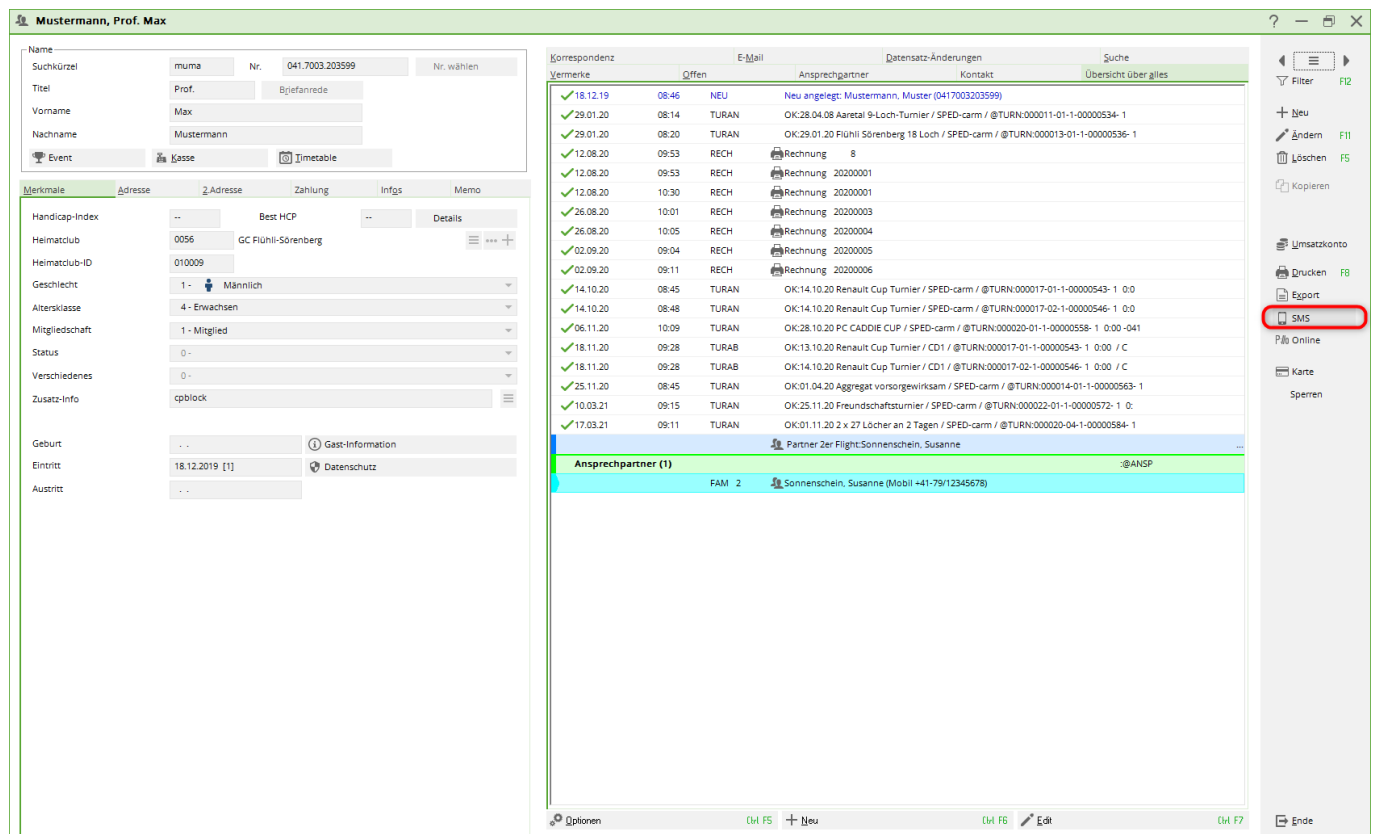 Mustermann, Prof. Max
?
Name
Suchkürzel muma Nr. 041.7003.203599 Nr. wählen
Titel Prof. Briefanrede
Vorname Max
Nachname Mustermann
Event Kasse Timetable
Merkmale Adresse 2.Adresse Zahlung Infos Memo
Handicap-Index -- Best HCP -- Details
Heimatclub 0056 GC Flühli-Sörenberg
Heimatclub-ID 010009
Geschlecht 1 - Männlich
Altersklasse 4 - Erwachsen
Mitgliedschaft 1 - Mitglied
Status 0 -
Verschiedenes 0 -
Zusatz-Info cpblock
Geburt . . Gast-Information
Eintritt 18.12.2019 [1] Datenschutz
Austritt . .
Korrespondenz E-Mail Datensatz-Änderungen Suche
Vermerke Offen Ansprechpartner Kontakt Übersicht über alles
18.12.19 08:46 NEU Neu angelegt: Mustermann, Muster (0417003203599)
29.01.20 08:14 TURAN OK:28.04.08 Aaretal 9-Loch-Turnier / SPED-carm / @TURN:000011-01-1-00000534- 1
29.01.20 08:20 TURAN OK:29.01.20 Flühli Sörenberg 18 Loch / SPED-carm / @TURN:000013-01-1-00000536- 1
12.08.20 09:53 RECH Rechnung 8
12.08.20 09:53 RECH Rechnung 20200001
12.08.20 10:30 RECH Rechnung 20200001
26.08.20 10:01 RECH Rechnung 20200003
26.08.20 10:05 RECH Rechnung 20200004
02.09.20 09:04 RECH Rechnung 20200005
02.09.20 09:11 RECH Rechnung 20200006
14.10.20 08:45 TURAN OK:14.10.20 Renault Cup Turnier / SPED-carm / @TURN:000017-01-1-00000543- 1 0:0
14.10.20 08:48 TURAN OK:14.10.20 Renault Cup Turnier / SPED-carm / @TURN:000017-02-1-00000546- 1 0:0
06.11.20 10:09 TURAN OK:28.10.20 PC CADDIE CUP / SPED-carm / @TURN:000020-01-1-00000558- 1 0:00 -041
18.11.20 09:28 TURAB OK:13.10.20 Renault Cup Turnier / CD1 / @TURN:000017-01-1-00000543- 1 0:00 / C
18.11.20 09:28 TURAB OK:14.10.20 Renault Cup Turnier / CD1 / @TURN:000017-02-1-00000546- 1 0:00 / C
25.11.20 08:45 TURAN OK:01.04.20 Aggregat vorsorgewirksam / SPED-carm / @TURN:000014-01-1-00000563- 1
10.03.21 09:15 TURAN OK:25.11.20 Freundschaftsturnier / SPED-carm / @TURN:000022-01-1-00000572- 1 0:
17.03.21 09:11 TURAN OK:01.11.20 2 x 27 Löcher an 2 Tagen / SPED-carm / @TURN:000020-04-1-00000584- 1
Partner 2er Flight:Sonnenschein, Susanne ...
Ansprechpartner (1) :@ANSP
FAM 2 Sonnenschein, Susanne (Mobil +41-79/12345678)
Optionen Ctrl F5 Neu Ctrl F6 Edit Ctrl F7
Filter F12
Neu
Ändern F11
Löschen F5
Kopieren
Umsatzkonto
Drucken F8
Export
SMS
Online
Karte
Sperren
Ende